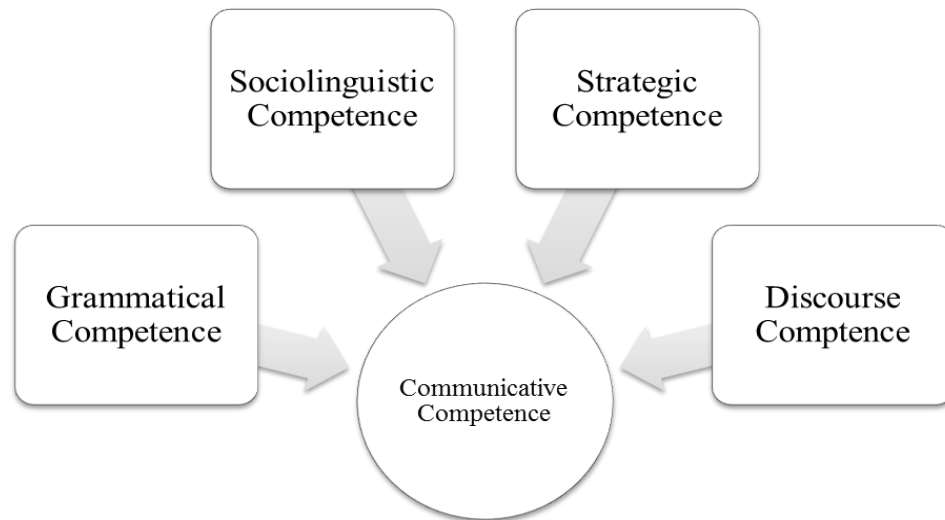 Sociolinguistic
Competence
Strategic
Competence
Grammatical
Competence
Discourse
Comptence
Communicative
Competence